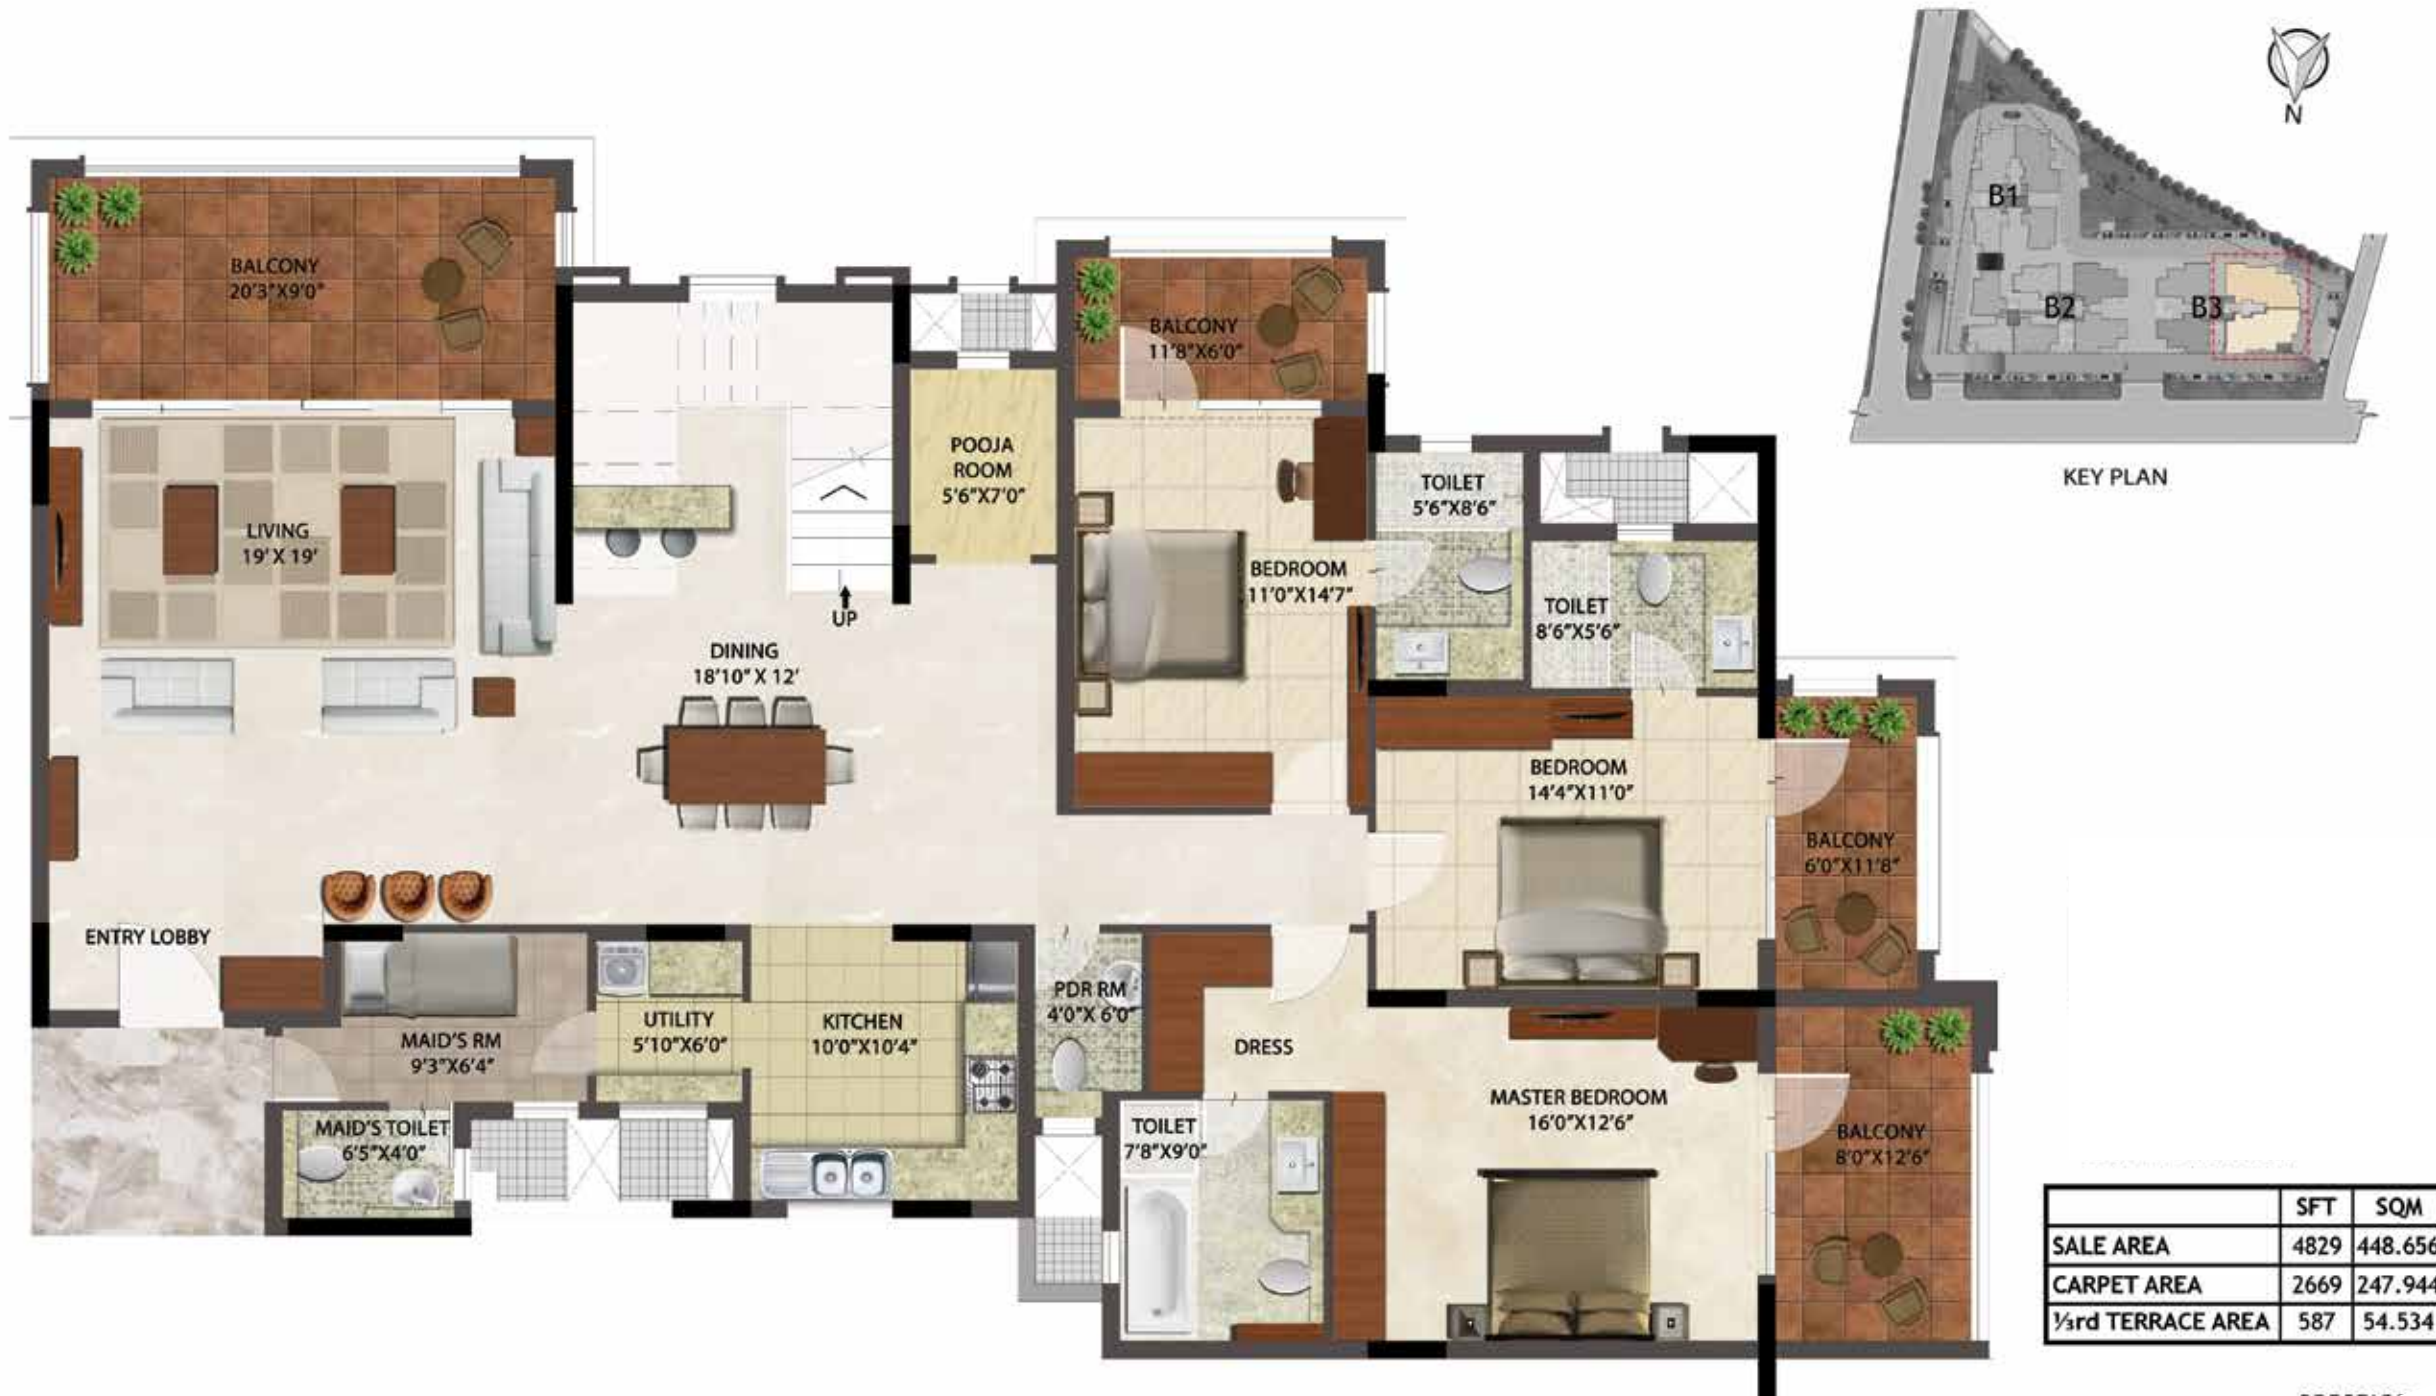 N
B1
B2
B3
KEY PLAN
BALCONY
20'3"X9'0"
BALCONY
11'8"X6'0"
POOJA
ROOM
5'6"X7'0"
TOILET
5'6"X8'6"
LIVING
19' X 19'
BEDROOM
11'0"X14'7"
TOILET
8'6"X5'6"
UP
DINING
18'10" X 12'
BEDROOM
14'4"X11'0"
BALCONY
6'0"X11'8"
ENTRY LOBBY
MAID'S RM
9'3"X6'4"
UTILITY
5'10"X6'0"
KITCHEN
10'0"X10'4"
PDR RM
4'0"X 6'0"
DRESS
MASTER BEDROOM
16'0"X12'6"
MAID'S TOILET
6'5"X4'0"
TOILET
7'8"X9'0"
BALCONY
8'0"X12'6"
SFT SQM
SALE AREA 4829 448.656
CARPET AREA 2669 247.944
⅓rd TERRACE AREA 587 54.534